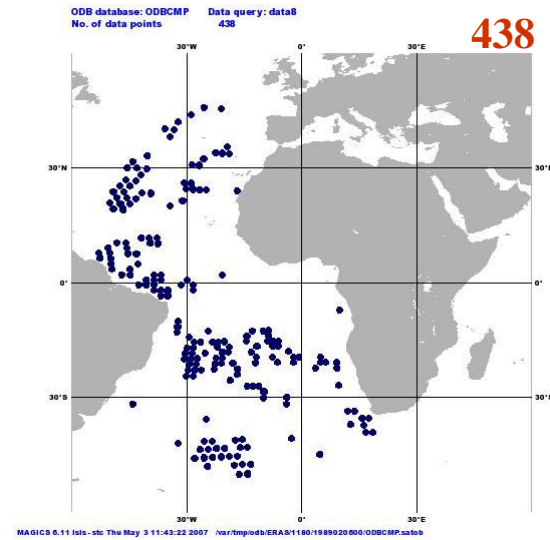 ODB database: ODBCMP Data query: data8
No. of data points 438
438
30°W 0° 30°E
30°N 30°N
0° 0°
30°S 30°S
30°W 0° 30°E
MAGICS 6.11 isis - stc Thu May 3 11:43:22 2007 /var/tmp/odb/ERAS/1180/1989020600/ODBCMP.satob